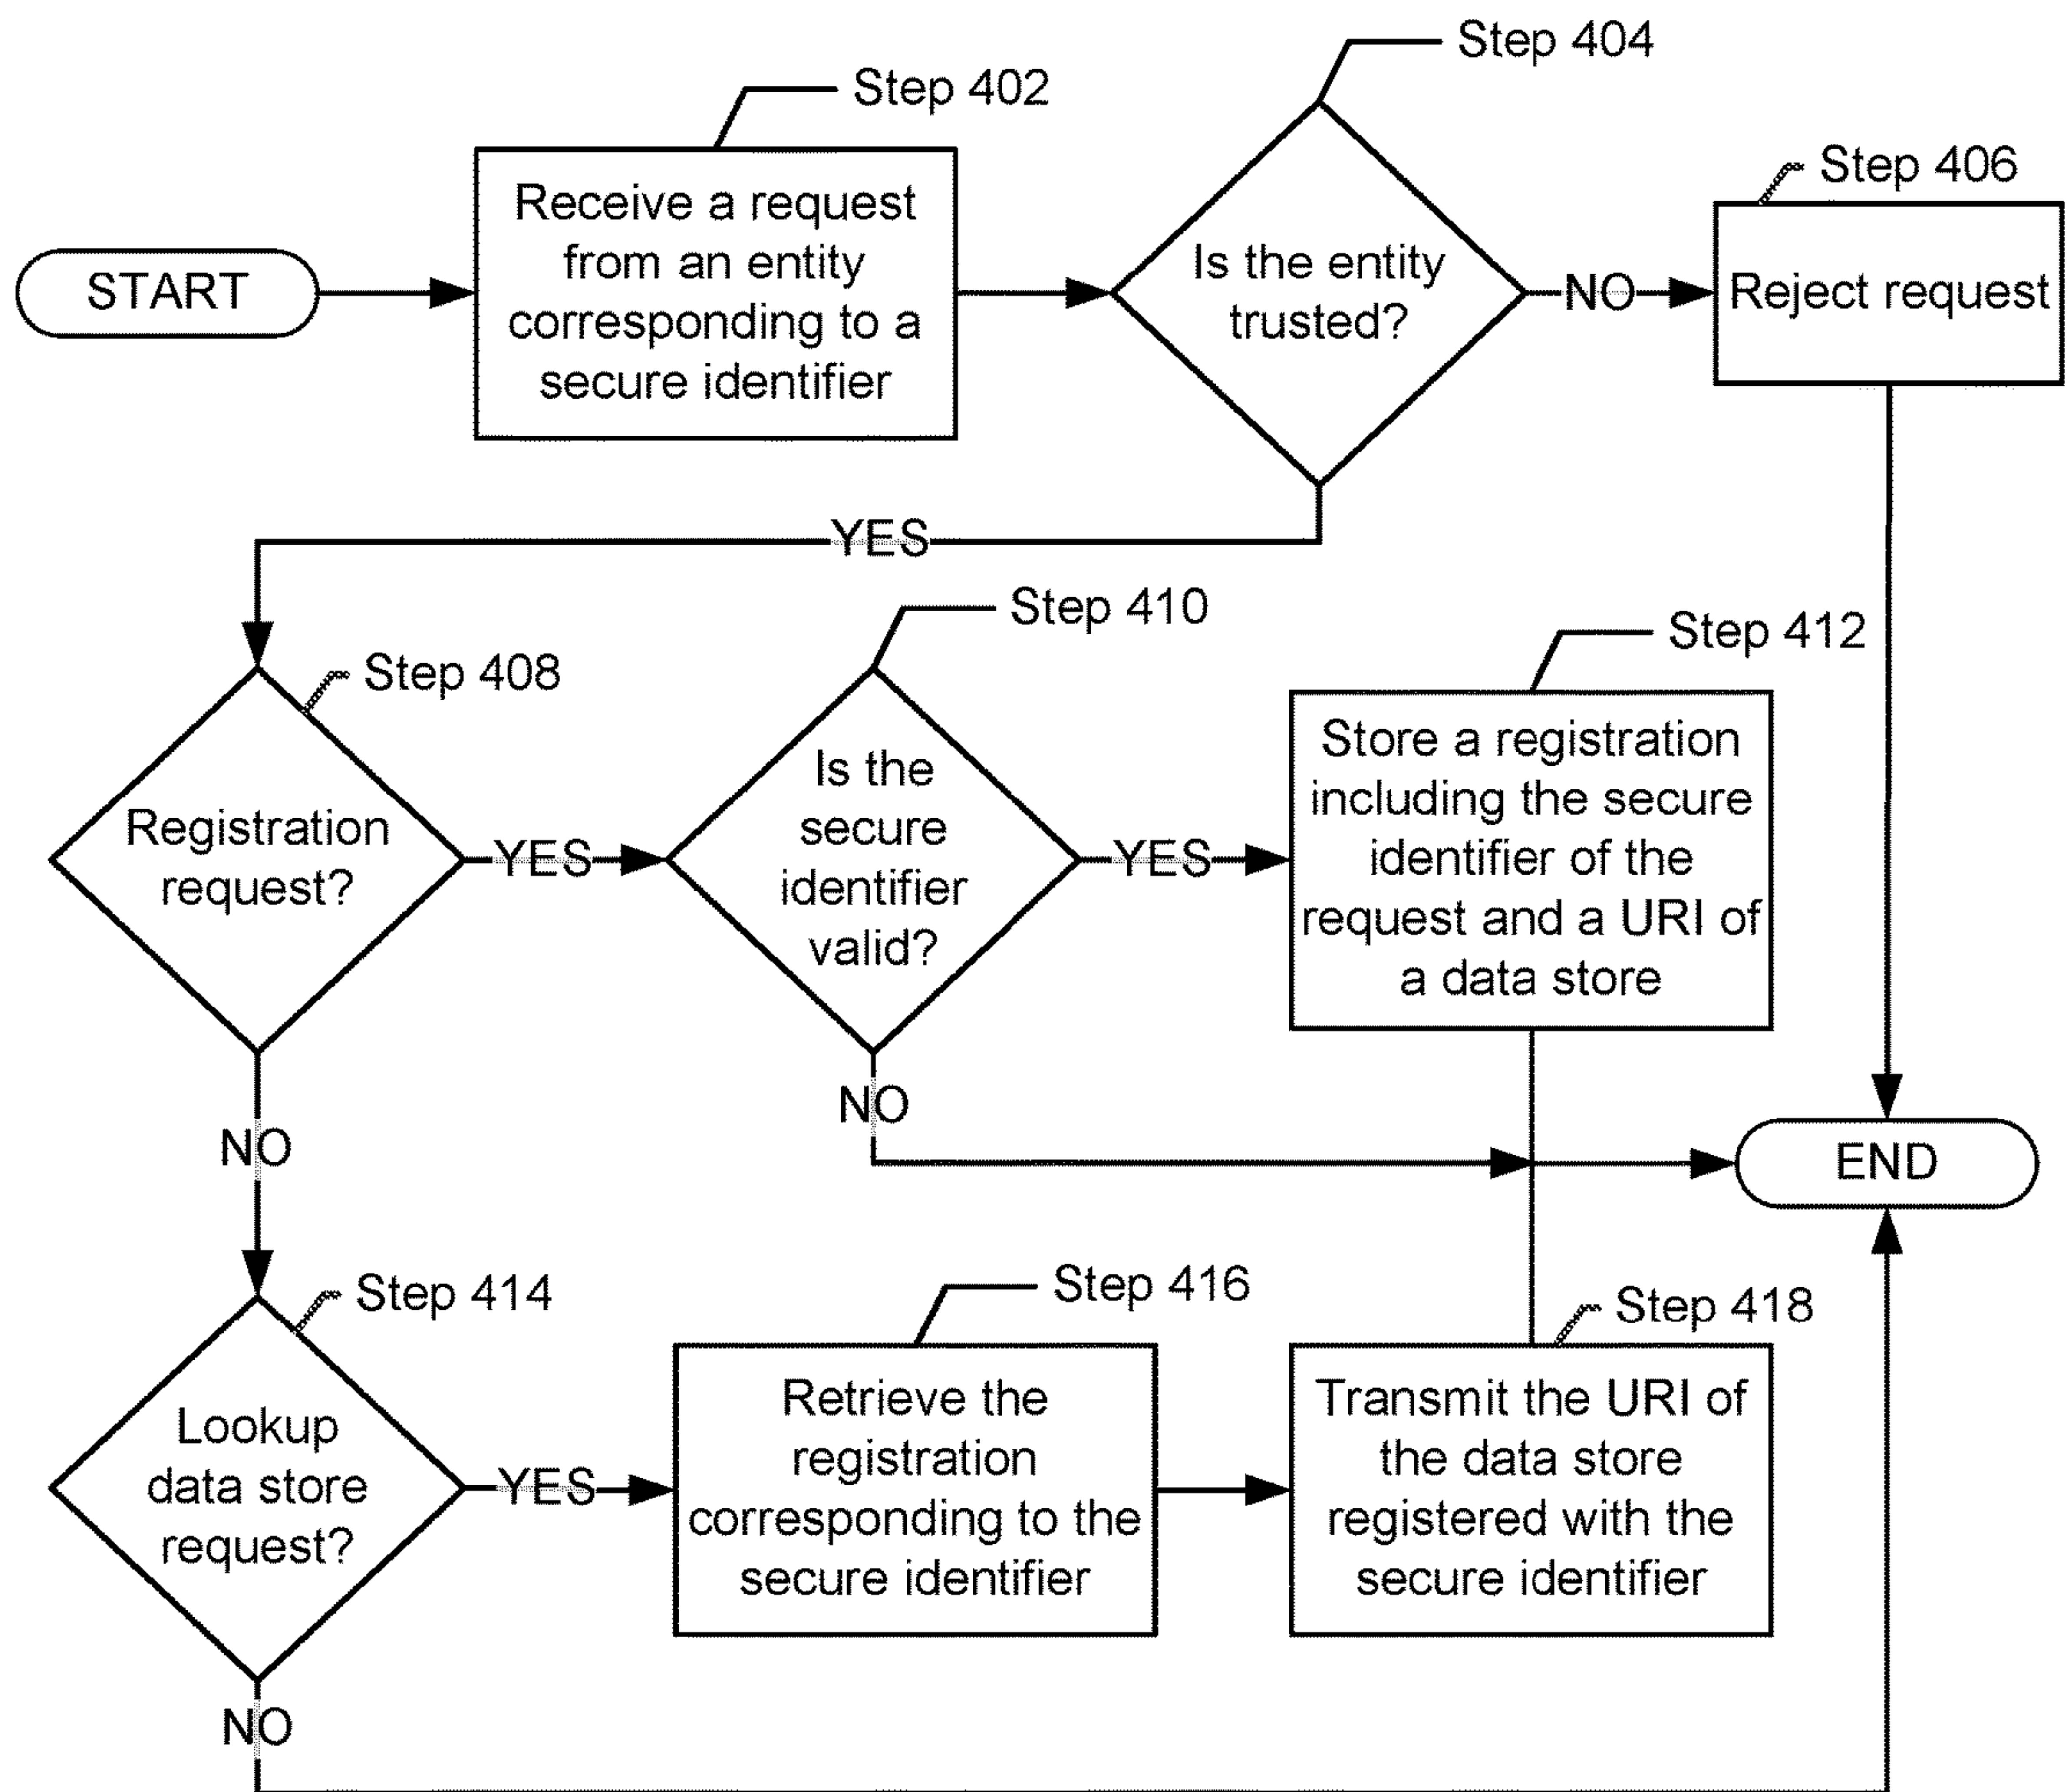 Step 404
Step 402
Step 406
START
Receive a request
from an entity
corresponding to a
secure identifier
Is the entity
trusted?
NO
Reject request
YES
Step 408
Step 410
Step 412
Registration
request?
YES
Is the
secure
identifier
valid?
YES
Store a registration
including the secure
identifier of the
request and a URI of
a data store
NO
NO
END
Step 414
Step 416
Step 418
Lookup
data store
request?
YES
Retrieve the
registration
corresponding to the
secure identifier
Transmit the URI of
the data store
registered with the
secure identifier
NO